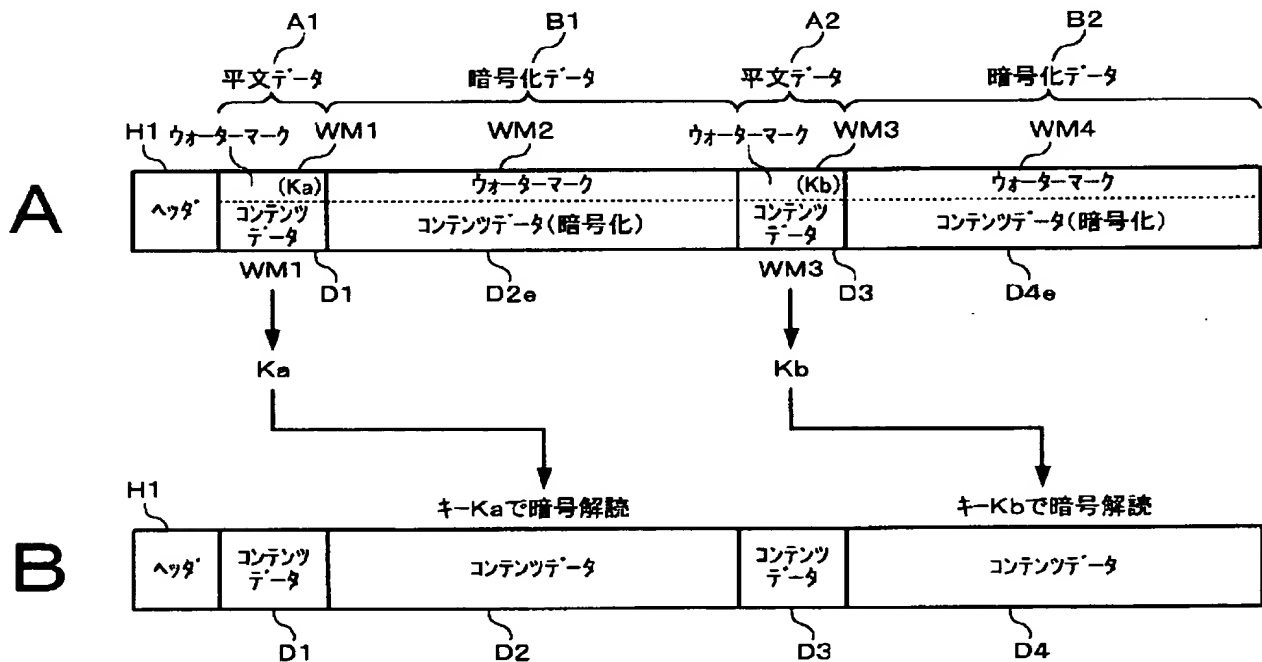 A1 B1 A2 B2
平文データ 暗号化データ 平文データ 暗号化データ
H1 ウォーターマーク WM1 WM2 ウォーターマーク WM3 WM4
A
ヘッダ (Ka) ウォーターマーク (Kb) ウォーターマーク
コンテンツ
データ
コンテンツデータ(暗号化)
コンテンツ
データ
コンテンツデータ(暗号化)
WM1 D1 D2e WM3 D3 D4e
Ka Kb
H1 キーKaで暗号解読 キーKbで暗号解読
B
ヘッダ
コンテンツ
データ
コンテンツデータ
コンテンツ
データ
コンテンツデータ
D1 D2 D3 D4